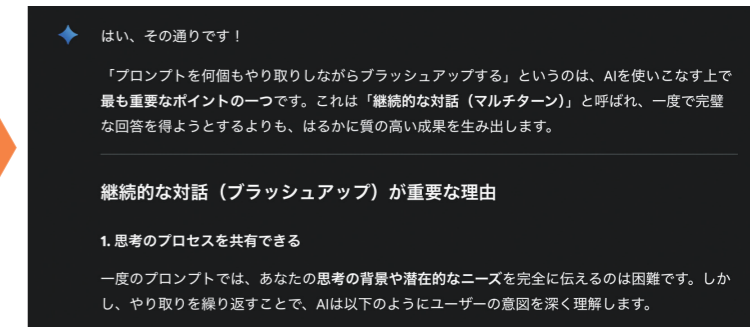 はい、その通りです！
「プロンプトを何個もやり取りしながらブラッシュアップする」というのは、AIを使いこなす上で
最も重要なポイントの一つです。これは「継続的な対話（マルチターン）」と呼ばれ、一度で完璧
な回答を得ようとするよりも、はるかに質の高い成果を生み出します。
継続的な対話（ブラッシュアップ）が重要な理由
1. 思考のプロセスを共有できる
一度のプロンプトでは、あなたの思考の背景や潜在的なニーズを完全に伝えるのは困難です。しか
し、やり取りを繰り返すことで、AIは以下のようにユーザーの意図を深く理解します。